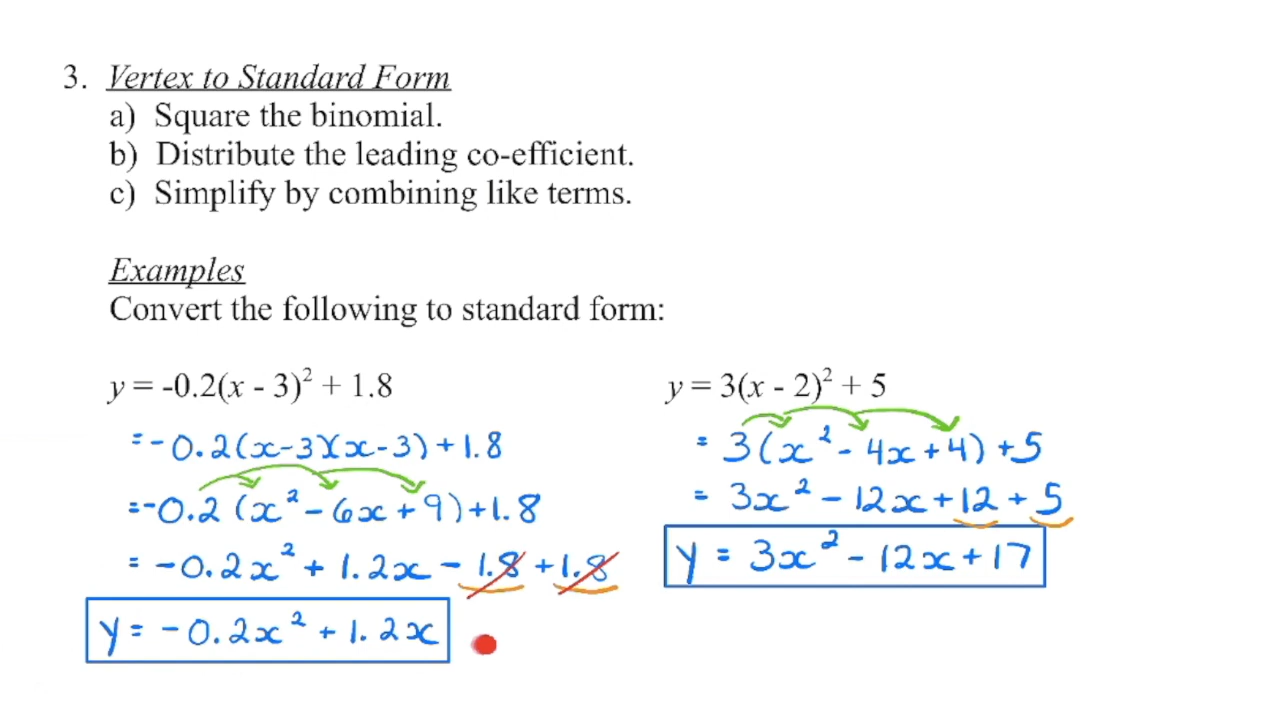 3. Vertex to Standard Form
a) Square the binomial.
b) Distribute the leading co-efficient.
c) Simplify by combining like terms.
Examples
Convert the following to standard form:
y = -0.2(x - 3)² + 1.8
= -0.2(x-3)(x-3)+1.8
= -0.2(x² - 6x + 9)+1.8
= -0.2x² + 1.2x - 1.8 + 1.8
y = -0.2x² + 1.2x
y = 3(x - 2)² + 5
= 3(x² - 4x + 4) + 5
= 3x² - 12x + 12 + 5
y = 3x² - 12x + 17